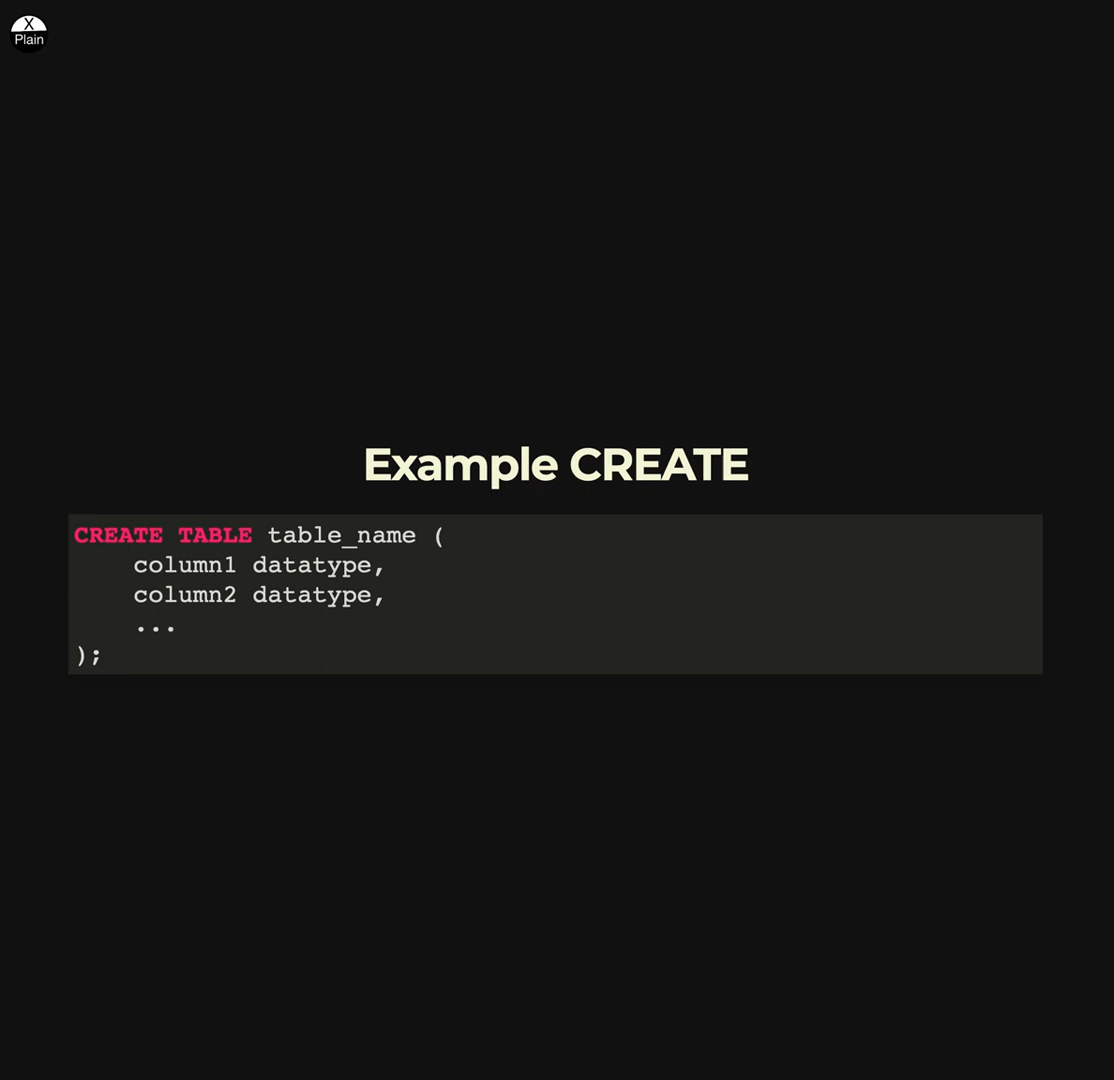 X
Plain
Example CREATE
CREATE TABLE table_name (
    column1 datatype,
    column2 datatype,
    ...
);